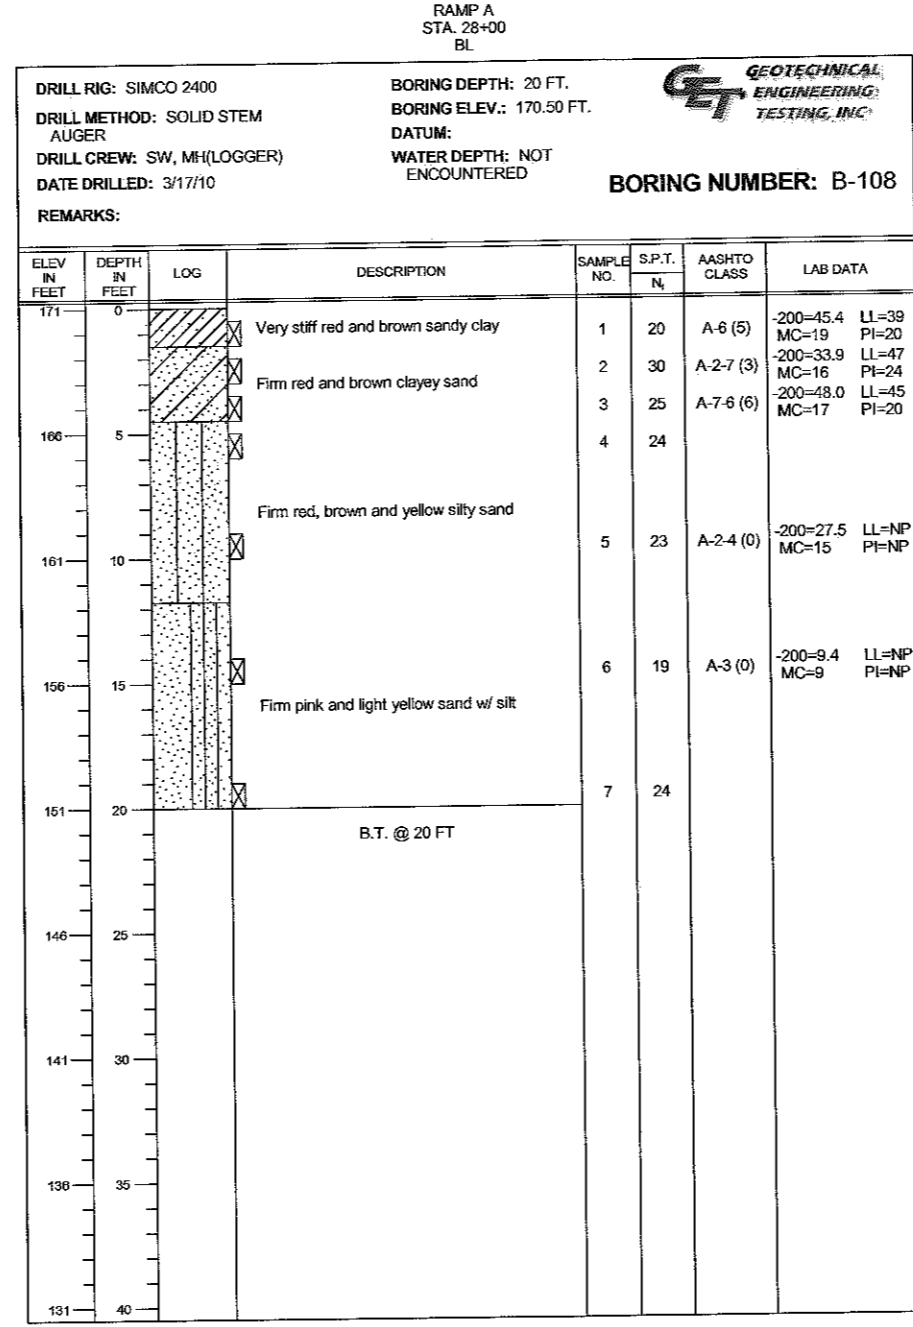 RAMP A
STA. 28+00
BL
DRILL RIG: SIMCO 2400
DRILL METHOD: SOLID STEM
AUGER
DRILL CREW: SW, MH(LOGGER)
DATE DRILLED: 3/17/10
REMARKS:
BORING DEPTH: 20 FT.
BORING ELEV.: 170.50 FT.
DATUM:
WATER DEPTH: NOT
ENCOUNTERED
GET GEOTECHNICAL
ENGINEERING
TESTING, INC
BORING NUMBER: B-108
ELEV IN FEET DEPTH IN FEET LOG DESCRIPTION SAMPLE NO. S.P.T. N₁ AASHTO CLASS LAB DATA
171 0
Very stiff red and brown sandy clay 1 20 A-6 (5) -200=45.4 LL=39
MC=19 PI=20
2 30 A-2-7 (3) -200=33.9 LL=47
MC=16 PI=24
Firm red and brown clayey sand
3 25 A-7-6 (6) -200=48.0 LL=45
MC=17 PI=20
166 5 4 24
Firm red, brown and yellow silty sand
5 23 A-2-4 (0) -200=27.5 LL=NP
MC=15 PI=NP
161 10
6 19 A-3 (0) -200=9.4 LL=NP
MC=9 PI=NP
156 15
Firm pink and light yellow sand w/ silt
7 24
151 20
B.T. @ 20 FT
146 25
141 30
136 35
131 40